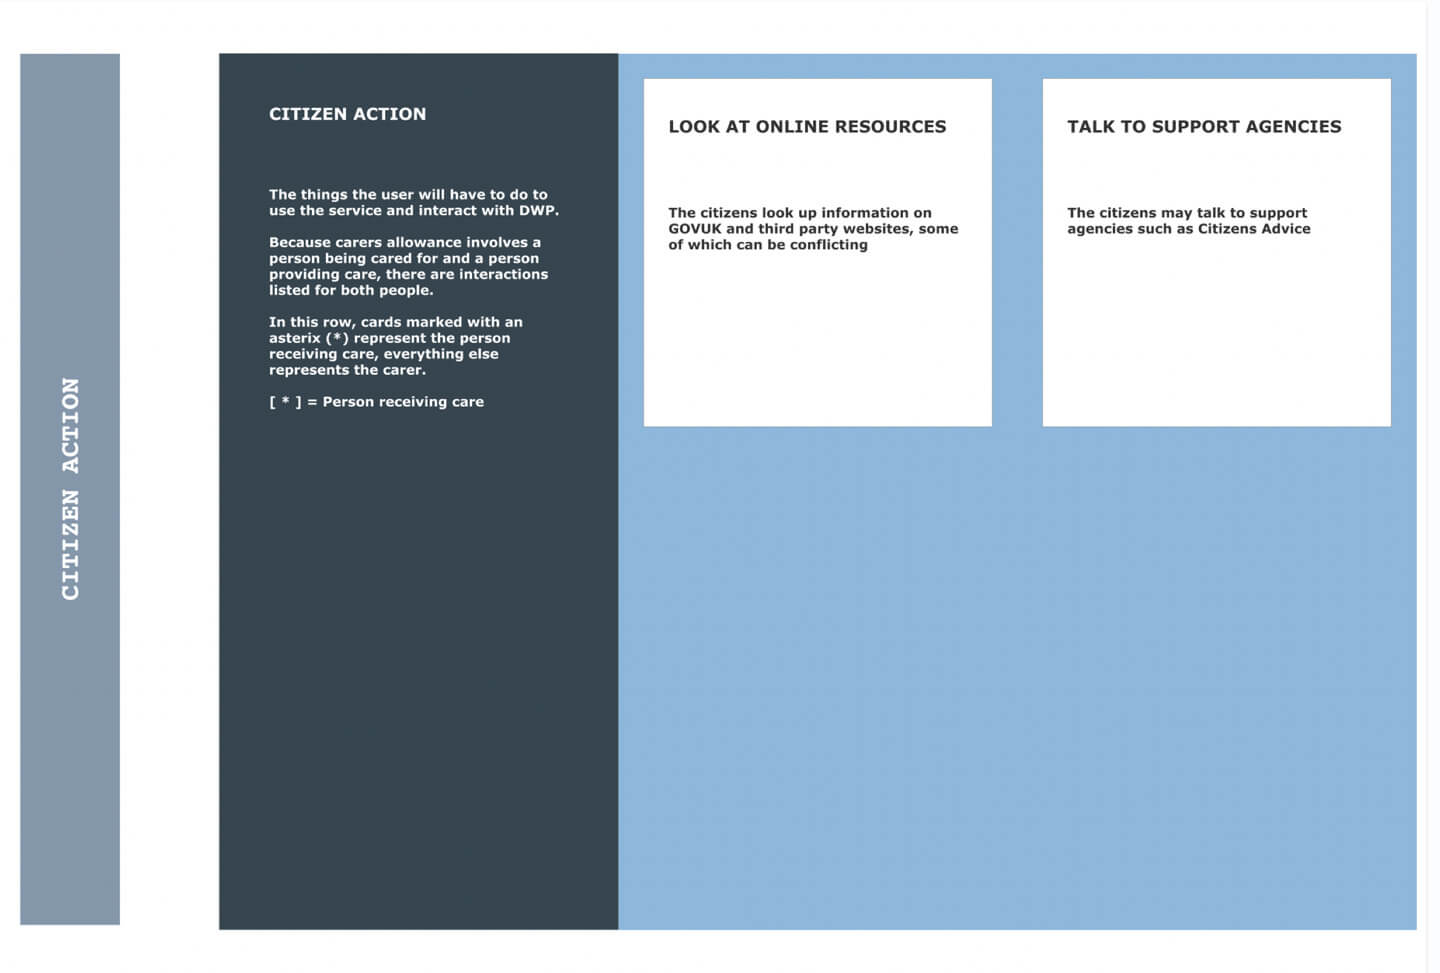 CITIZEN ACTION
CITIZEN ACTION
The things the user will have to do to
use the service and interact with DWP.
Because carers allowance involves a
person being cared for and a person
providing care, there are interactions
listed for both people.
In this row, cards marked with an
asterix (*) represent the person
receiving care, everything else
represents the carer.
[ * ] = Person receiving care
LOOK AT ONLINE RESOURCES
The citizens look up information on
GOVUK and third party websites, some
of which can be conflicting
TALK TO SUPPORT AGENCIES
The citizens may talk to support
agencies such as Citizens Advice